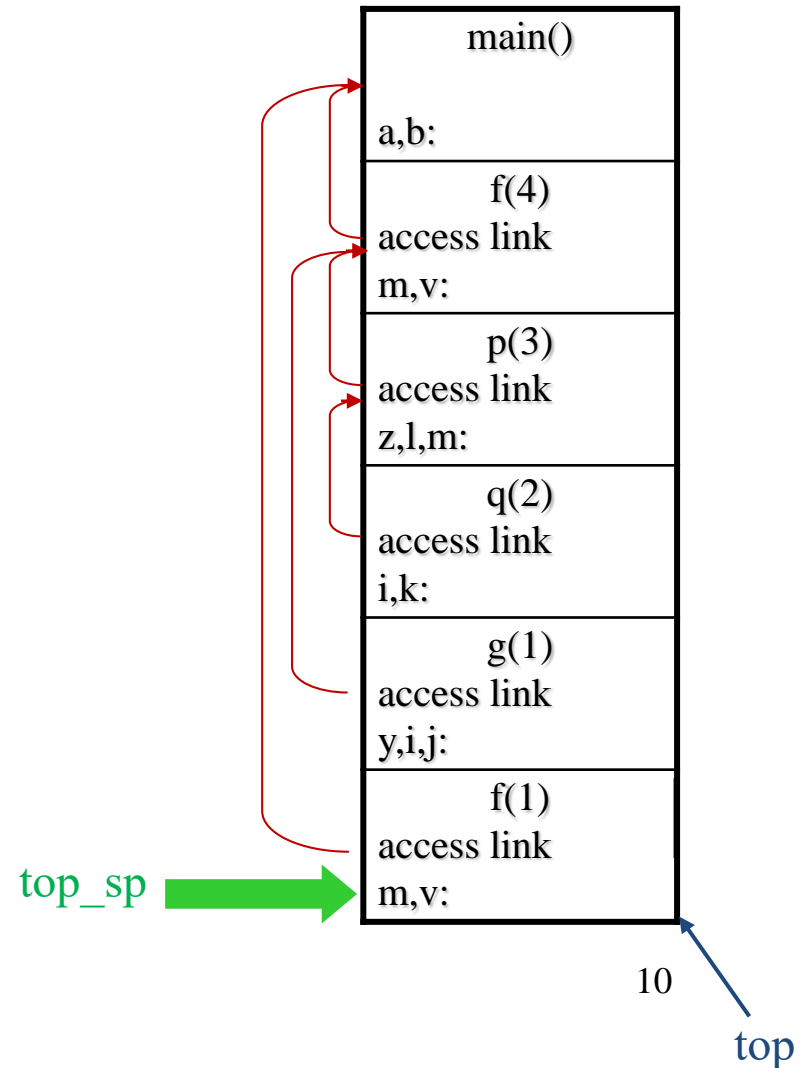 main()
a,b:
f(4)
access link
m,v:
p(3)
access link
z,l,m:
q(2)
access link
i,k:
g(1)
access link
y,i,j:
f(1)
access link
top_sp
m,v:
10
top